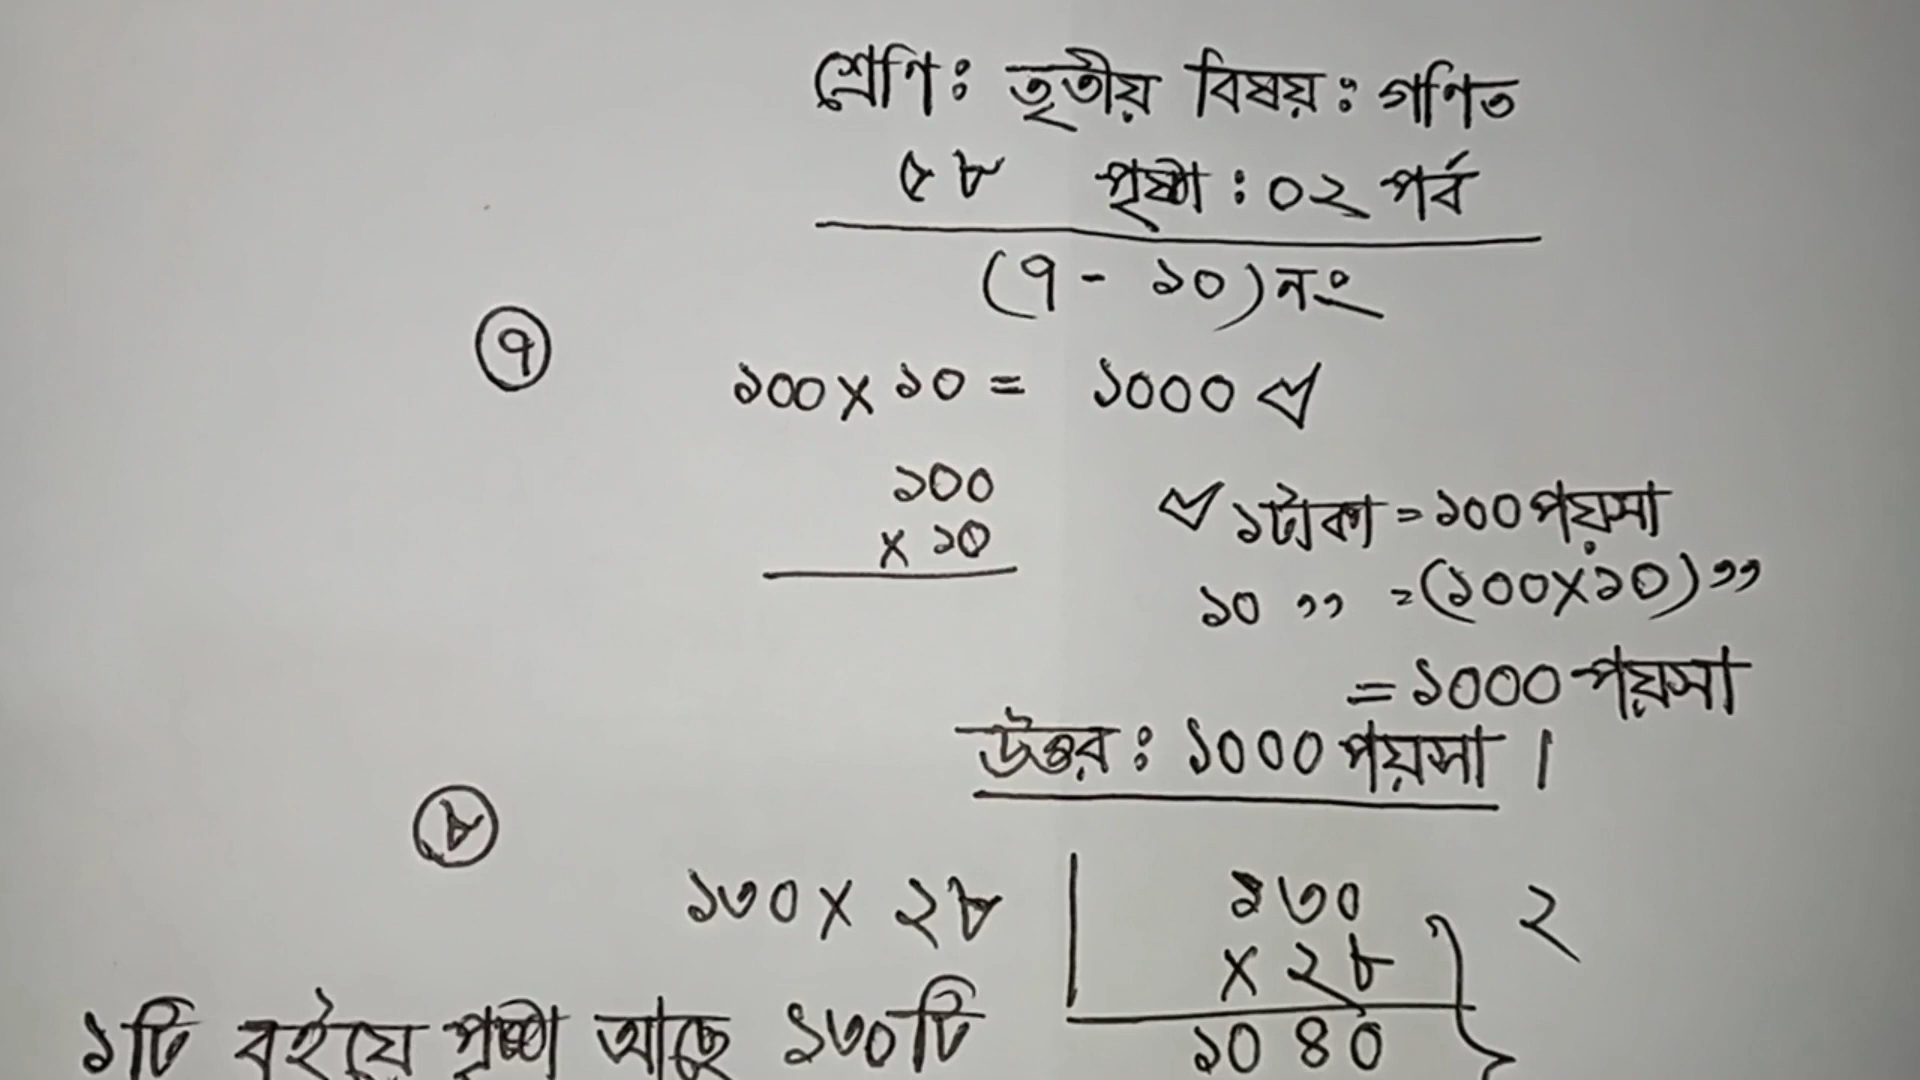 শ্রেণি: তৃতীয় বিষয়: গণিত
৫৮ পৃষ্ঠা: ০২ পর্ব
(৭ - ১০) নং
৭
১০০ × ১০ = ১০০০
১০০
× ১০
১টাকা = ১০০ পয়সা
১০ ,, = (১০০×১০) ,,
= ১০০০ পয়সা
উত্তর: ১০০০ পয়সা।
৮
১৩০ × ২৮
১৩০
× ২৮
১০৪০
২
১টি বইয়ে পৃষ্ঠা আছে ১৩০টি